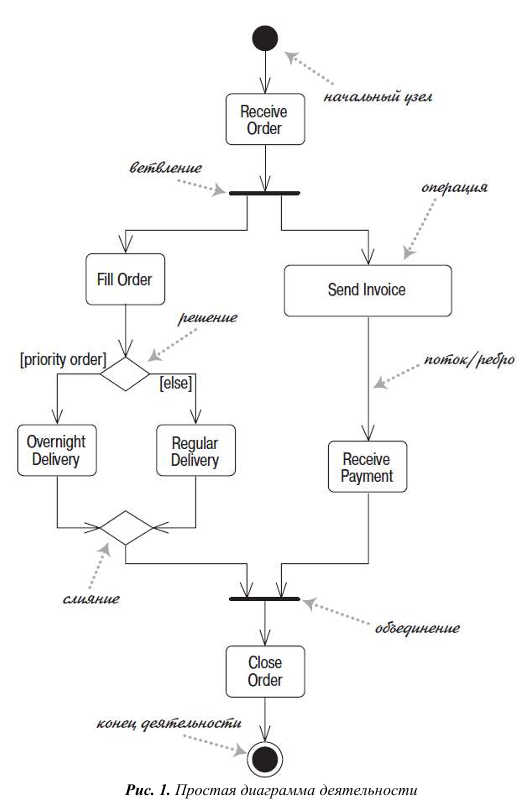 начальный узел
Receive
Order
ветвление
операция
Fill Order
Send Invoice
решение
[priority order]
[else]
поток/ребро
Overnight
Delivery
Regular
Delivery
Receive
Payment
слияние
объединение
Close
Order
конец деятельности
Рис. 1. Простая диаграмма деятельности